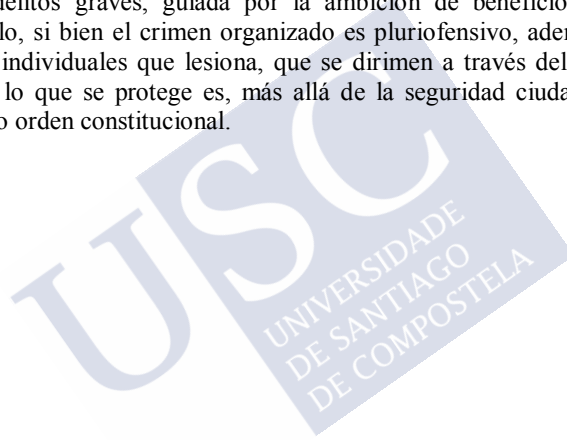 delitos graves, guiada por la ambición de beneficio
lo, si bien el crimen organizado es pluriofensivo, ader
individuales que lesiona, que se dirimen a través del
lo que se protege es, más allá de la seguridad ciuda
o orden constitucional.
USC
UNIVERSIDADE
DE SANTIAGO
DE COMPOSTELA